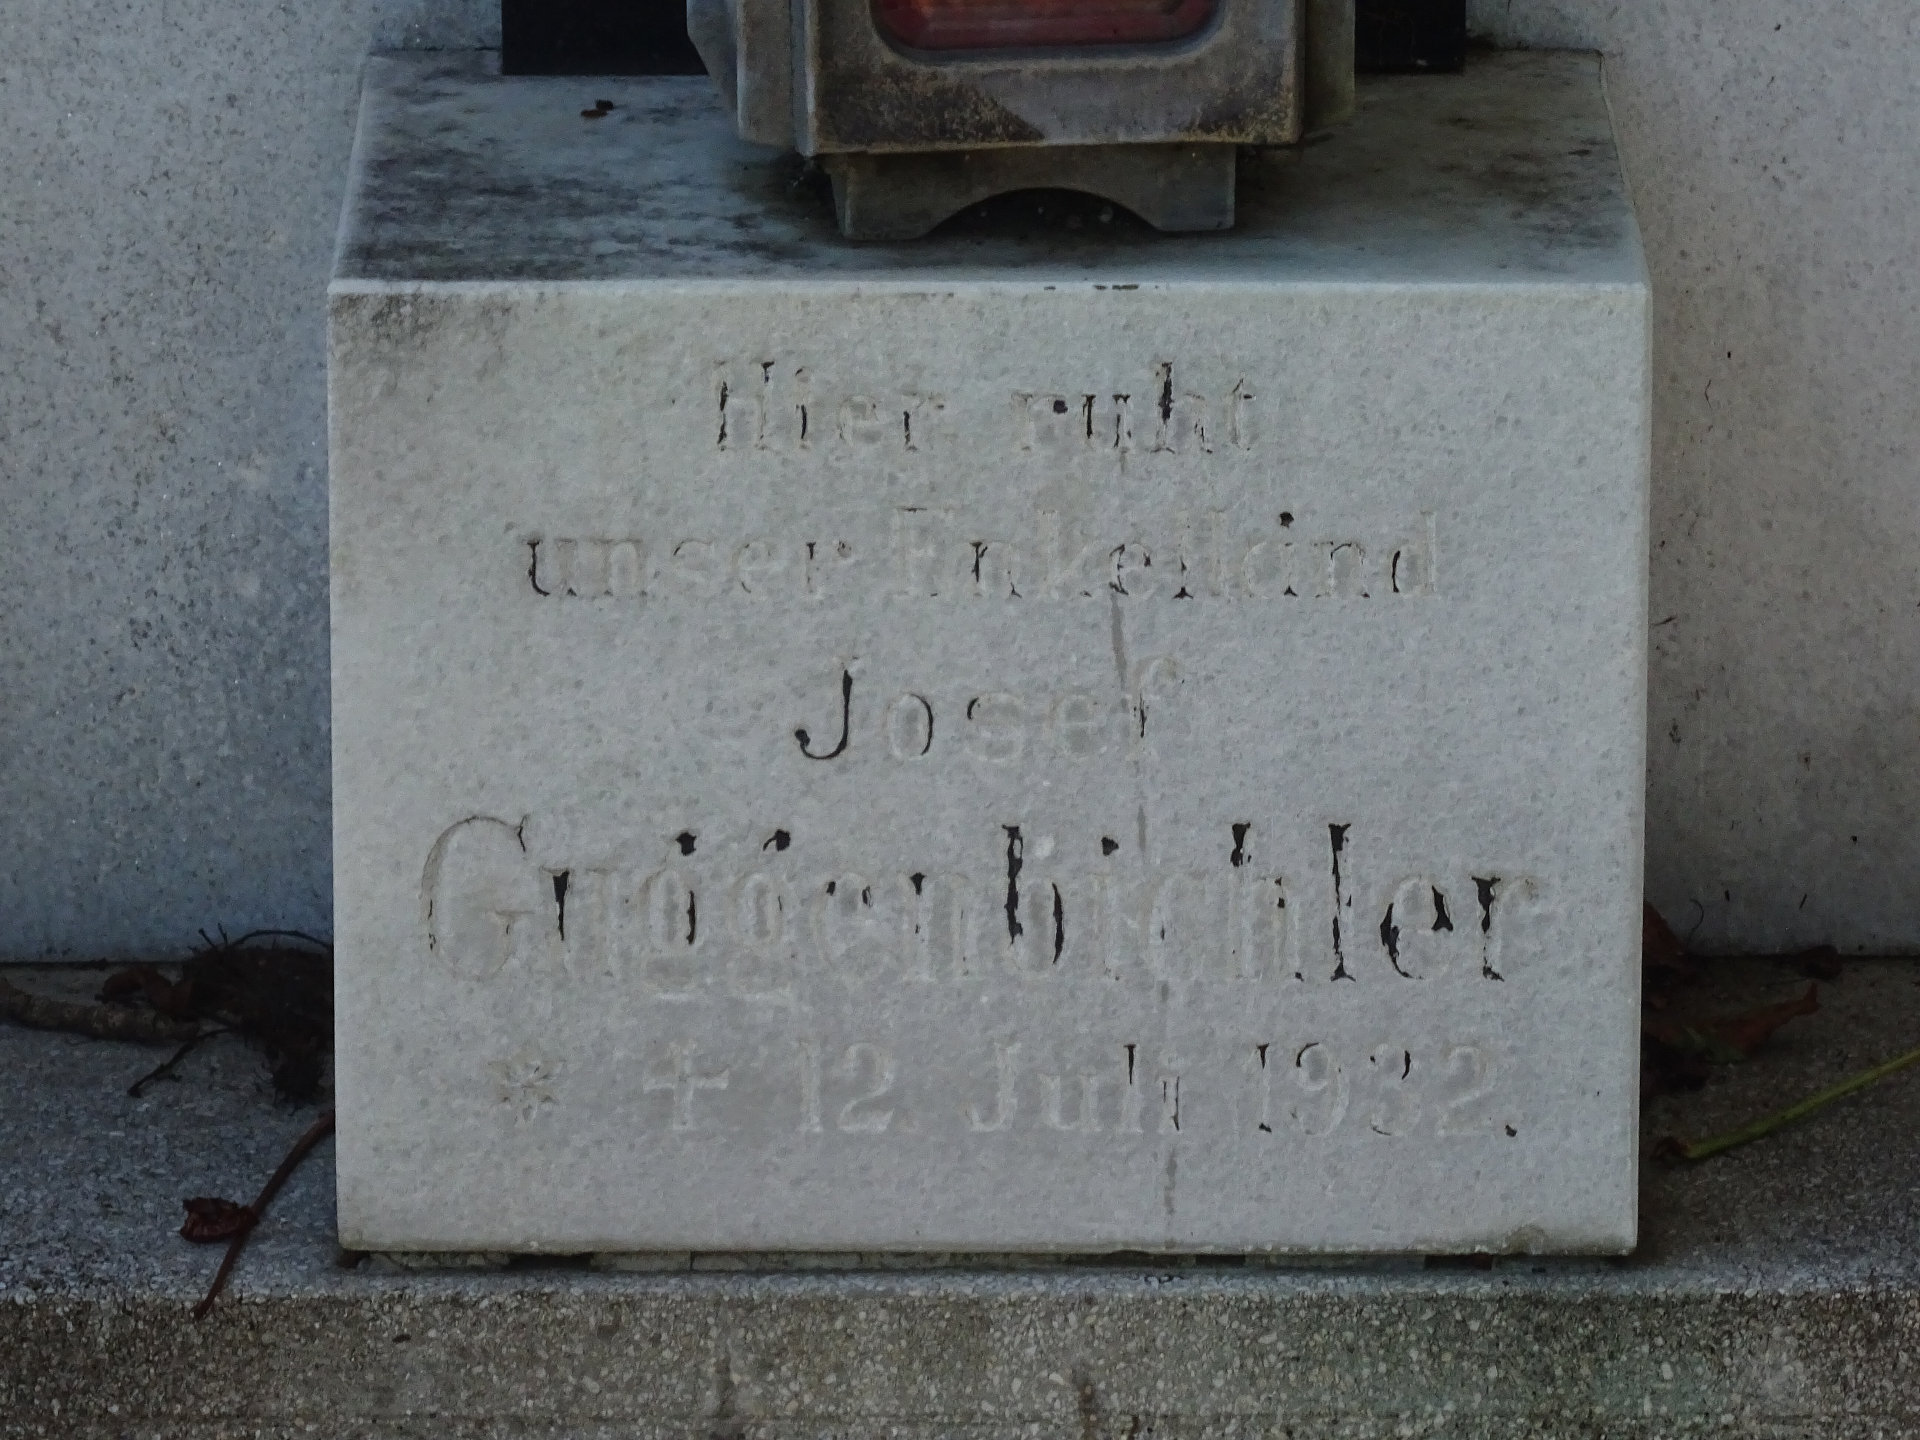 Hier ruht
unser Enkelkind
Josef
Guggenbichler
* ✝ 12. Juli 1932.